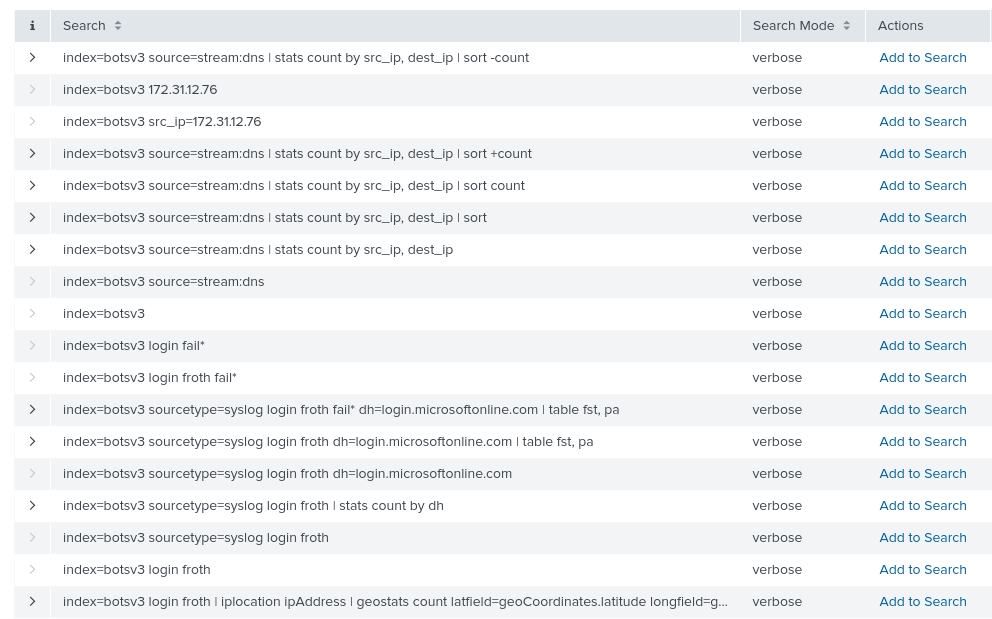 i Search Search Mode Actions
index=botsv3 source=stream:dns | stats count by src_ip, dest_ip | sort -count verbose Add to Search
index=botsv3 172.31.12.76 verbose Add to Search
index=botsv3 src_ip=172.31.12.76 verbose Add to Search
index=botsv3 source=stream:dns | stats count by src_ip, dest_ip | sort +count verbose Add to Search
index=botsv3 source=stream:dns | stats count by src_ip, dest_ip | sort count verbose Add to Search
index=botsv3 source=stream:dns | stats count by src_ip, dest_ip | sort verbose Add to Search
index=botsv3 source=stream:dns | stats count by src_ip, dest_ip verbose Add to Search
index=botsv3 source=stream:dns verbose Add to Search
index=botsv3 verbose Add to Search
index=botsv3 login fail* verbose Add to Search
index=botsv3 login froth fail* verbose Add to Search
index=botsv3 sourcetype=syslog login froth fail* dh=login.microsoftonline.com | table fst, pa verbose Add to Search
index=botsv3 sourcetype=syslog login froth dh=login.microsoftonline.com | table fst, pa verbose Add to Search
index=botsv3 sourcetype=syslog login froth dh=login.microsoftonline.com verbose Add to Search
index=botsv3 sourcetype=syslog login froth | stats count by dh verbose Add to Search
index=botsv3 sourcetype=syslog login froth verbose Add to Search
index=botsv3 login froth verbose Add to Search
index=botsv3 login froth | iplocation ipAddress | geostats count latfield=geoCoordinates.latitude longfield=g... verbose Add to Search